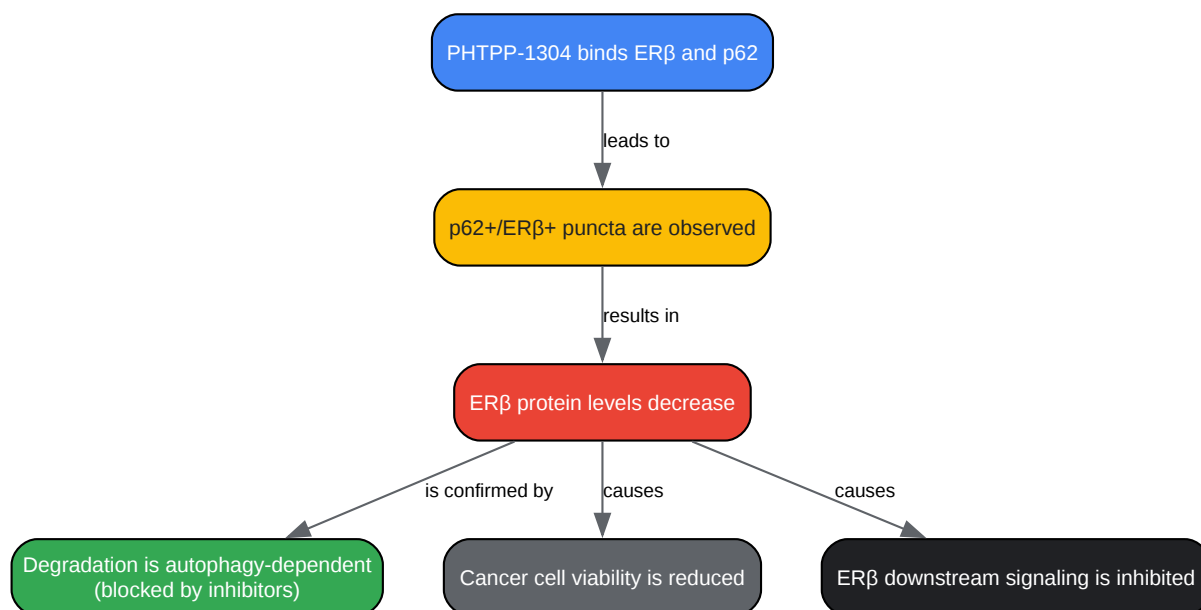 PHTPP-1304 binds ERβ and p62
leads to
p62+/ERβ+ puncta are observed
results in
ERβ protein levels decrease
is confirmed by
causes
causes
Degradation is autophagy-dependent
(blocked by inhibitors)
Cancer cell viability is reduced
ERβ downstream signaling is inhibited